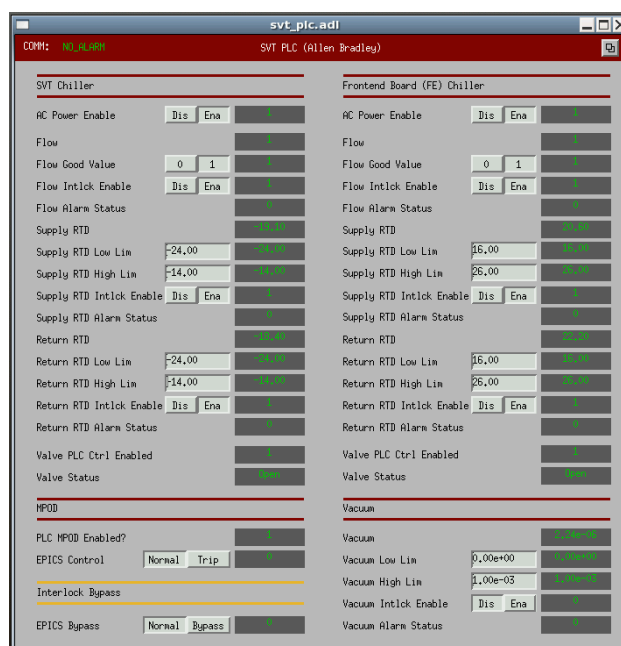 svt_plc.adl
COMM: NO_ALARM SVT PLC (Allen Bradley)
SVT Chiller
AC Power Enable Dis Ena 1
Flow 1
Flow Good Value 0 1 1
Flow Intlck Enable Dis Ena 1
Flow Alarm Status 0
Supply RTD -19.10
Supply RTD Low Lim -24.00 -24.00
Supply RTD High Lim -14.00 -14.00
Supply RTD Intlck Enable Dis Ena 1
Supply RTD Alarm Status 0
Return RTD -18.40
Return RTD Low Lim -24.00 -24.00
Return RTD High Lim -14.00 -14.00
Return RTD Intlck Enable Dis Ena 1
Return RTD Alarm Status 0
Valve PLC Ctrl Enabled 1
Valve Status Open
MPOD
PLC MPOD Enabled? 1
EPICS Control Normal Trip 0
Interlock Bypass
EPICS Bypass Normal Bypass 0
Frontend Board (FE) Chiller
AC Power Enable Dis Ena 1
Flow 1
Flow Good Value 0 1 1
Flow Intlck Enable Dis Ena 1
Flow Alarm Status 0
Supply RTD 20.60
Supply RTD Low Lim 16.00 16.00
Supply RTD High Lim 26.00 26.00
Supply RTD Intlck Enable Dis Ena 1
Supply RTD Alarm Status 0
Return RTD 22.20
Return RTD Low Lim 16.00 16.00
Return RTD High Lim 26.00 26.00
Return RTD Intlck Enable Dis Ena 1
Return RTD Alarm Status 0
Valve PLC Ctrl Enabled 1
Valve Status Open
Vacuum
Vacuum 2.24e-06
Vacuum Low Lim 0.00e+00 0.00e+00
Vacuum High Lim 1.00e-03 1.00e-03
Vacuum Intlck Enable Dis Ena 0
Vacuum Alarm Status 0